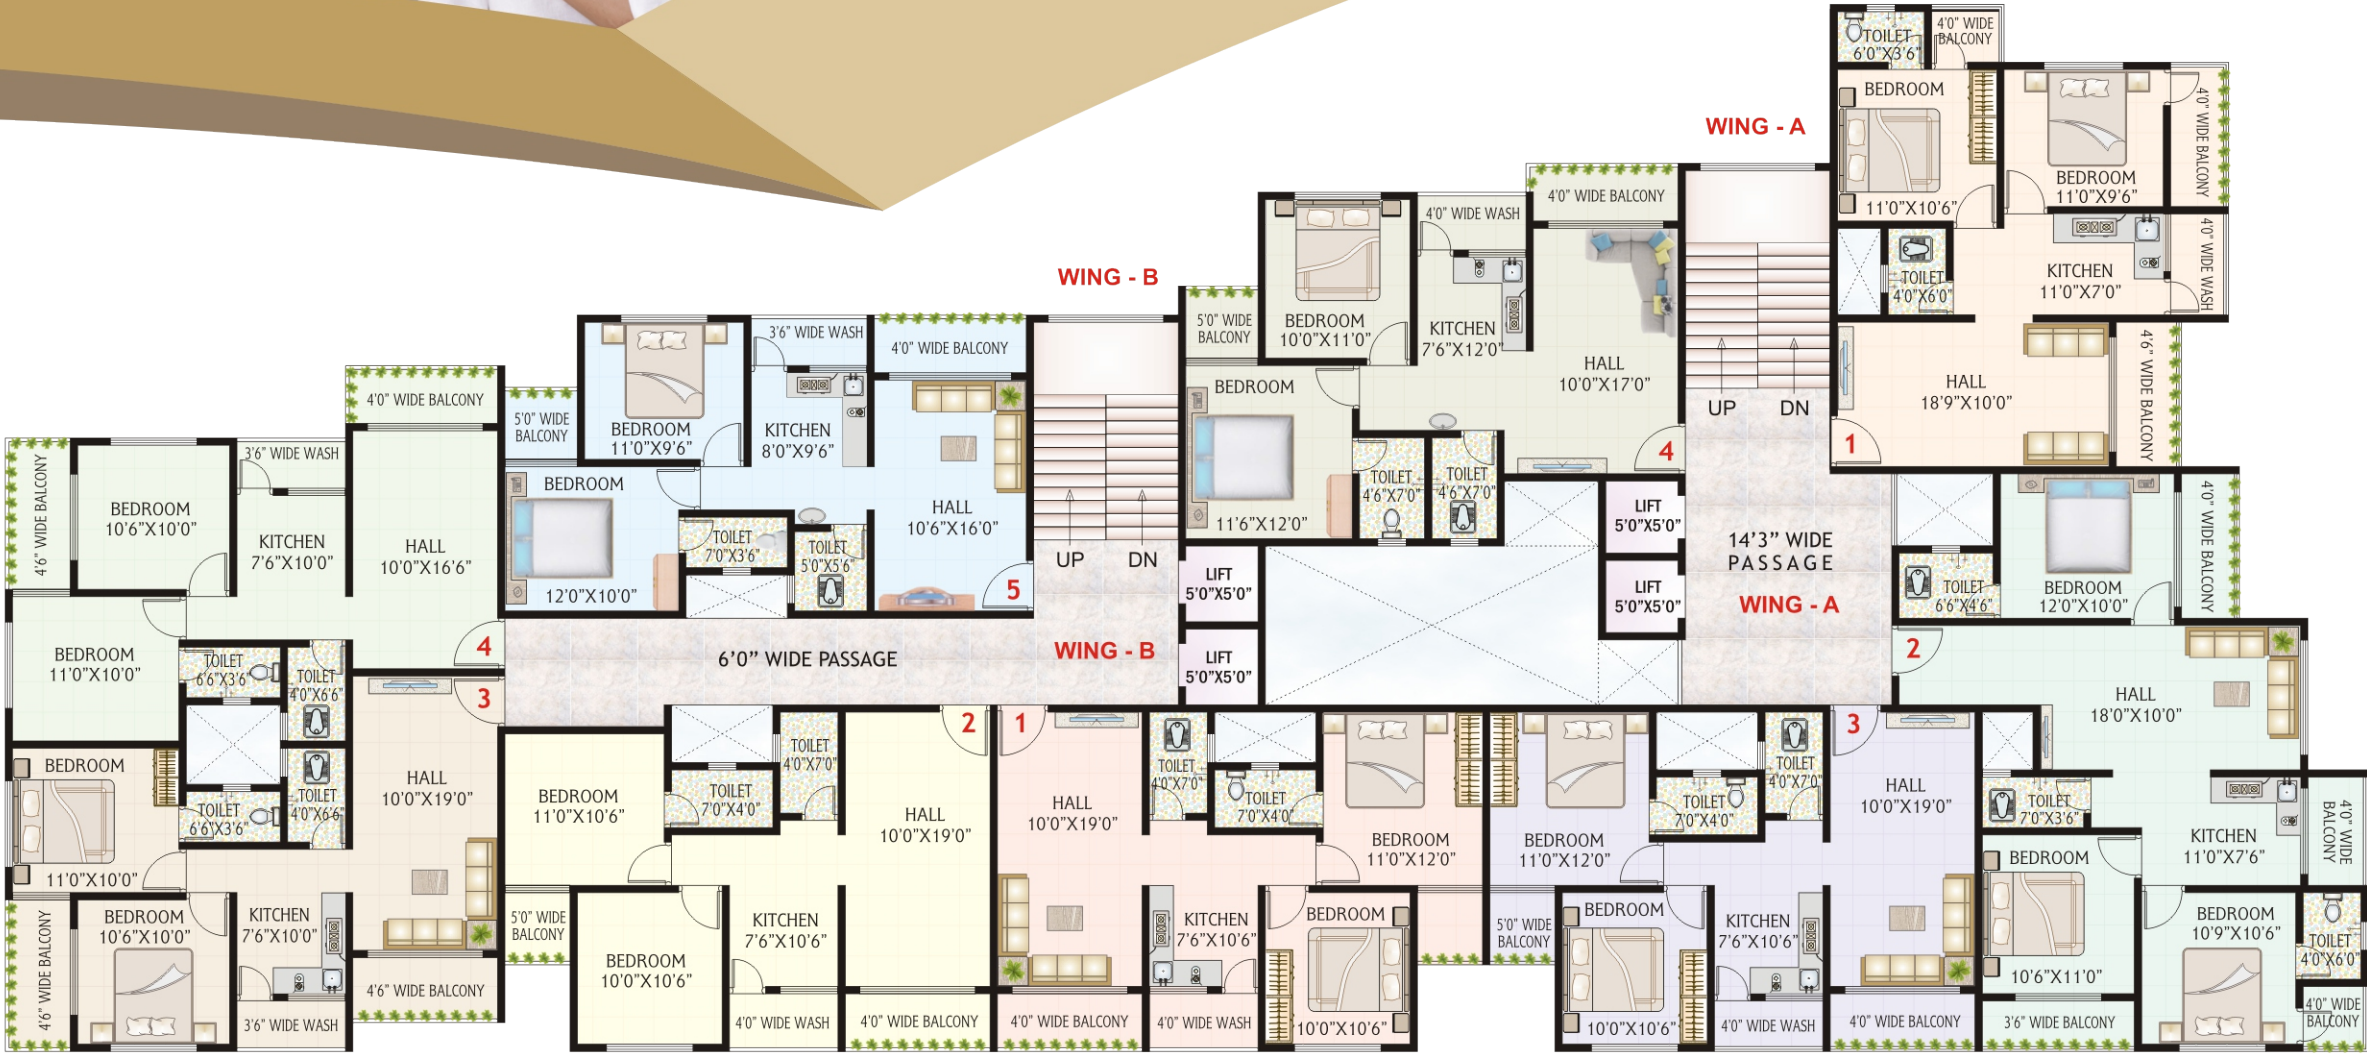 WING - A
TOILET
6'0"X3'6"
4'0" WIDE
BALCONY
BEDROOM
11'0"X10'6"
BEDROOM
11'0"X9'6"
4'0" WIDE BALCONY
TOILET
4'0"X6'0"
KITCHEN
11'0"X7'0"
4'0" WIDE WASH
HALL
18'9"X10'0"
4'6" WIDE BALCONY
1
4'0" WIDE BALCONY
4'0" WIDE WASH
BEDROOM
10'0"X11'0"
KITCHEN
7'6"X12'0"
HALL
10'0"X17'0"
5'0" WIDE
BALCONY
BEDROOM
11'6"X12'0"
TOILET
4'6"X7'0"
TOILET
4'6"X7'0"
4
UP
DN
LIFT
5'0"X5'0"
LIFT
5'0"X5'0"
14'3" WIDE
PASSAGE
WING - A
TOILET
6'6"X4'6"
BEDROOM
12'0"X10'0"
4'0" WIDE BALCONY
2
HALL
18'0"X10'0"
TOILET
7'0"X3'6"
KITCHEN
11'0"X7'6"
4'0" WIDE
BALCONY
BEDROOM
10'6"X11'0"
BEDROOM
10'9"X10'6"
TOILET
4'0"X6'0"
3'6" WIDE BALCONY
4'0" WIDE
BALCONY
3
HALL
10'0"X19'0"
TOILET
4'0"X7'0"
TOILET
7'0"X4'0"
BEDROOM
11'0"X12'0"
5'0" WIDE
BALCONY
BEDROOM
10'0"X10'6"
KITCHEN
7'6"X10'6"
4'0" WIDE WASH
4'0" WIDE BALCONY
WING - B
3'6" WIDE WASH
4'0" WIDE BALCONY
BEDROOM
11'0"X9'6"
KITCHEN
8'0"X9'6"
5'0" WIDE
BALCONY
BEDROOM
12'0"X10'0"
TOILET
7'0"X3'6"
TOILET
5'0"X5'6"
HALL
10'6"X16'0"
5
UP
DN
LIFT
5'0"X5'0"
LIFT
5'0"X5'0"
WING - B
6'0" WIDE PASSAGE
4'0" WIDE BALCONY
3'6" WIDE WASH
4'6" WIDE BALCONY
BEDROOM
10'6"X10'0"
KITCHEN
7'6"X10'0"
HALL
10'0"X16'6"
4
BEDROOM
11'0"X10'0"
TOILET
6'6"X3'6"
TOILET
4'0"X6'6"
3
BEDROOM
11'0"X10'0"
TOILET
6'6"X3'6"
TOILET
4'0"X6'6"
HALL
10'0"X19'0"
4'6" WIDE BALCONY
BEDROOM
10'6"X10'0"
KITCHEN
7'6"X10'0"
4'6" WIDE BALCONY
3'6" WIDE WASH
2
BEDROOM
11'0"X10'6"
TOILET
7'0"X4'0"
TOILET
4'0"X7'0"
HALL
10'0"X19'0"
5'0" WIDE
BALCONY
BEDROOM
10'0"X10'6"
KITCHEN
7'6"X10'6"
4'0" WIDE WASH
4'0" WIDE BALCONY
1
HALL
10'0"X19'0"
TOILET
4'0"X7'0"
TOILET
7'0"X4'0"
BEDROOM
11'0"X12'0"
KITCHEN
7'6"X10'6"
BEDROOM
10'0"X10'6"
4'0" WIDE BALCONY
4'0" WIDE WASH